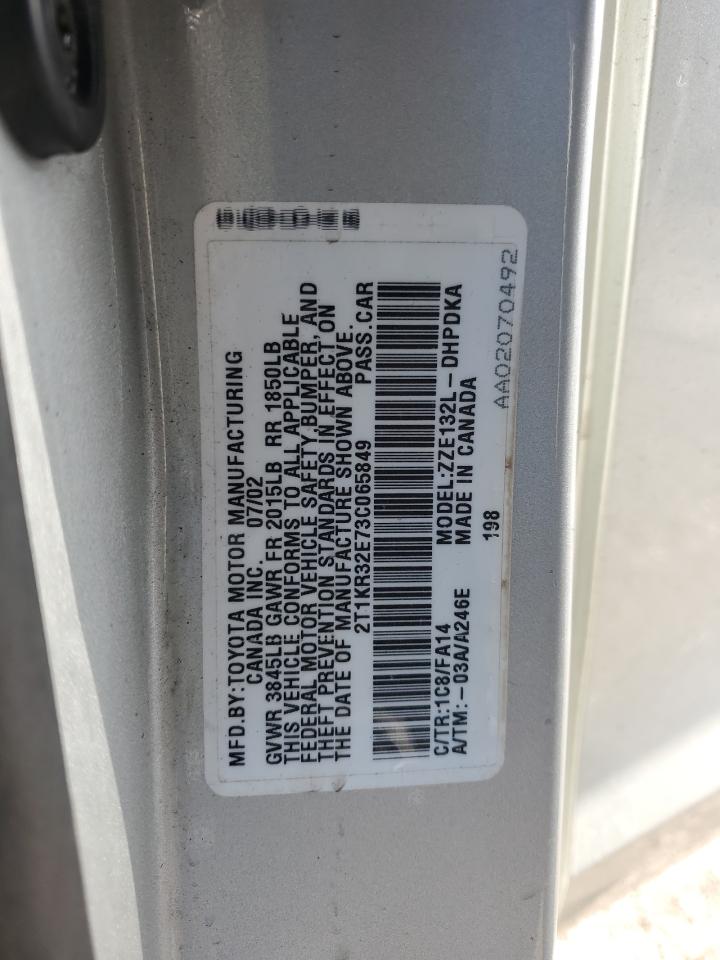 MFD.BY:TOYOTA MOTOR MANUFACTURING
CANADA INC. 07/02
GVWR 3845LB GAWR FR 2015LB RR 1850LB
THIS VEHICLE CONFORMS TO ALL APPLICABLE
FEDERAL MOTOR VEHICLE SAFETY,BUMPER, AND
THEFT PREVENTION STANDARDS IN EFFECT ON
THE DATE OF MANUFACTURE SHOWN ABOVE.
2T1KR32E73C065849 PASS.CAR
C/TR:1C8/FA14 MODEL:ZZE132L-DHPDKA
A/TM:-03A/A246E MADE IN CANADA
198
AA02070492